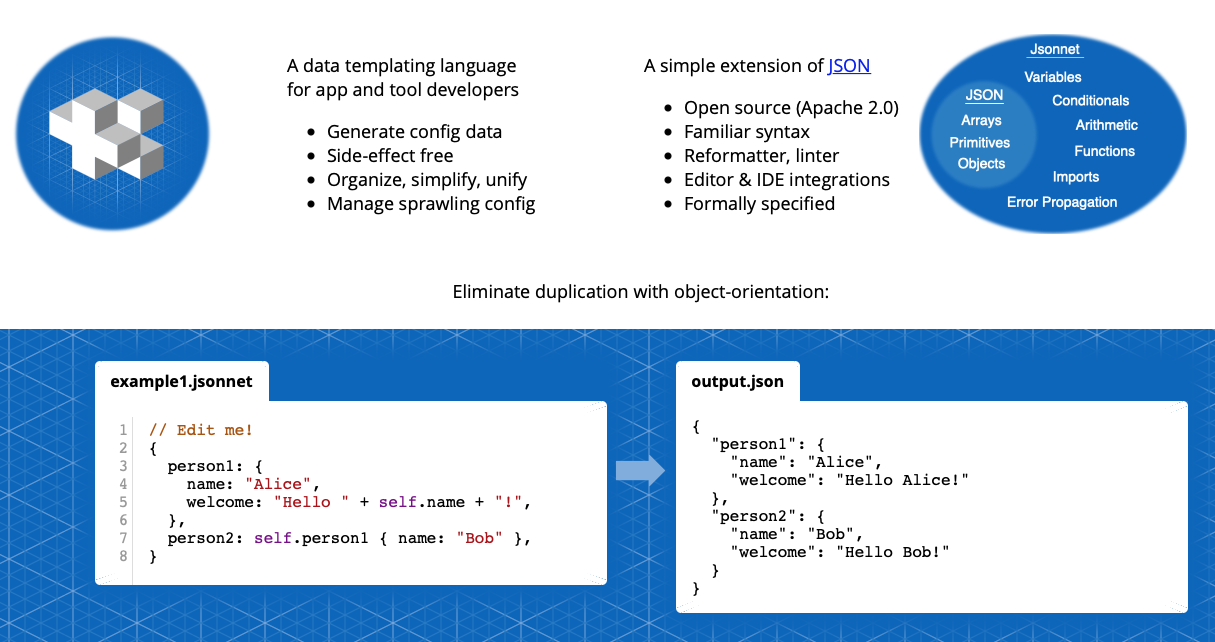 A data templating language
for app and tool developers
• Generate config data
• Side-effect free
• Organize, simplify, unify
• Manage sprawling config
A simple extension of JSON
• Open source (Apache 2.0)
• Familiar syntax
• Reformatter, linter
• Editor & IDE integrations
• Formally specified
Jsonnet
Variables
Conditionals
Arithmetic
Functions
Imports
Error Propagation
JSON
Arrays
Primitives
Objects
Eliminate duplication with object-orientation:
example1.jsonnet
1 // Edit me!
2 {
3   person1: {
4     name: "Alice",
5     welcome: "Hello " + self.name + "!",
6   },
7   person2: self.person1 { name: "Bob" },
8 }
output.json
{
  "person1": {
    "name": "Alice",
    "welcome": "Hello Alice!"
  },
  "person2": {
    "name": "Bob",
    "welcome": "Hello Bob!"
  }
}